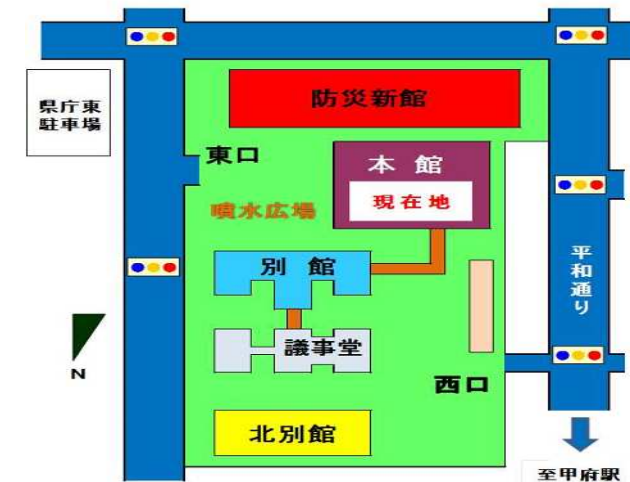 防災新館
県庁東
駐車場
東口
本館
現在地
噴水広場
別館
平和通り
N
議事堂
西口
北別館
至甲府駅